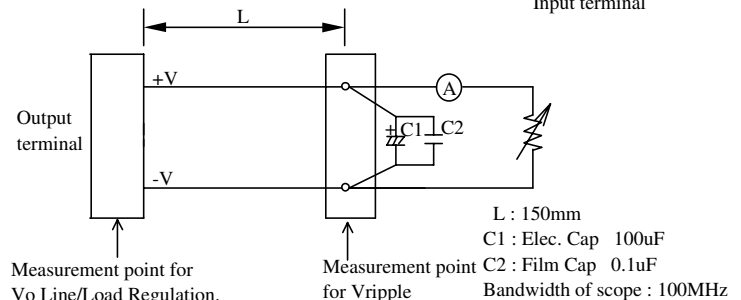 Input terminal
L
+V
Output
terminal
A
+ C1 C2
-V
L : 150mm
C1 : Elec. Cap 100uF
C2 : Film Cap 0.1uF
Bandwidth of scope : 100MHz
Measurement point for
Vo Line/Load Regulation.
Measurement point
for Vripple